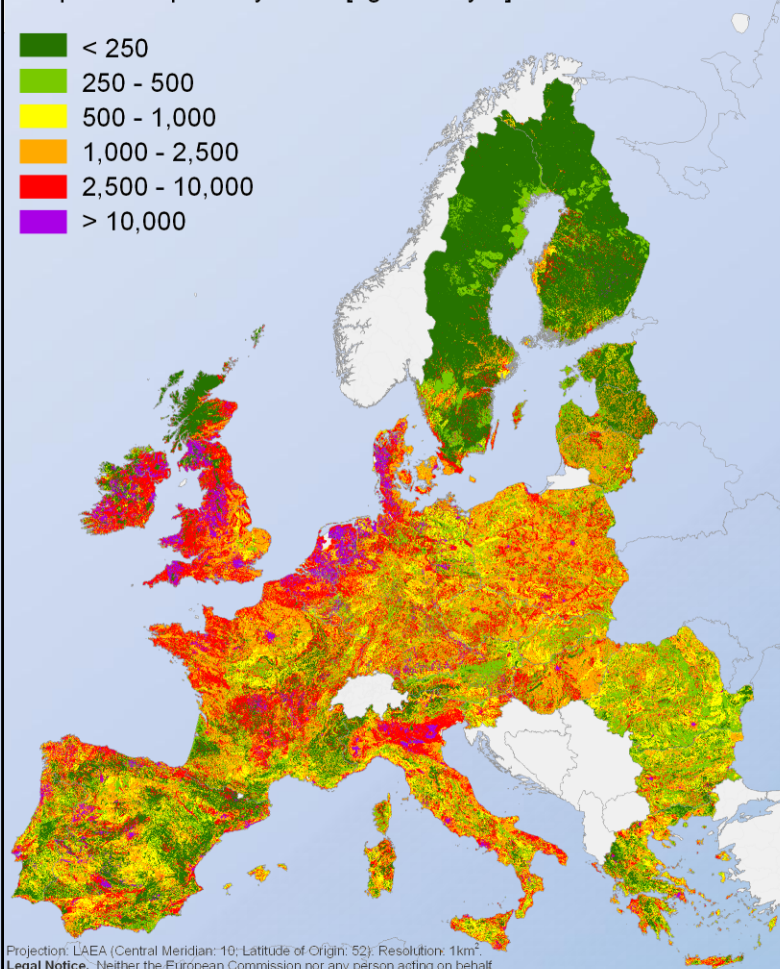 < 250
250 - 500
500 - 1,000
1,000 - 2,500
2,500 - 10,000
> 10,000
Projection: LAEA (Central Meridian: 10; Latitude of Origin: 52). Resolution: 1km².
Legal Notice. Neither the European Commission nor any person acting on behalf